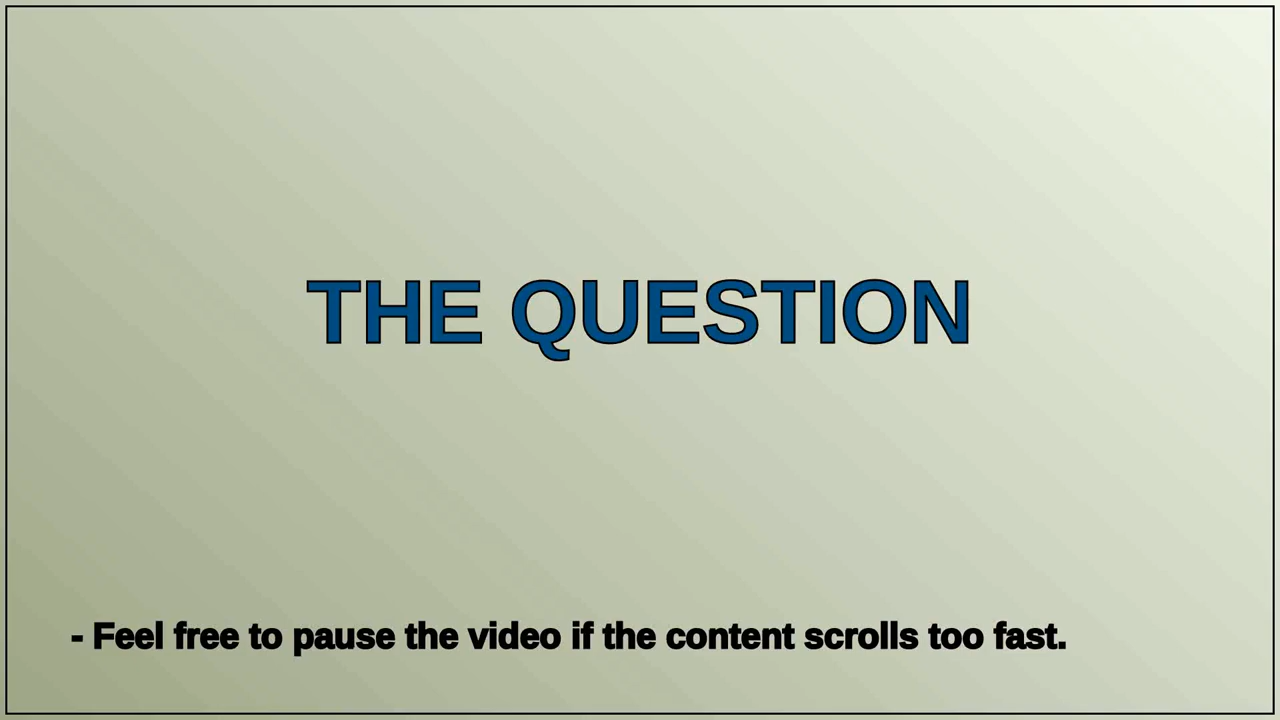 THE QUESTION
- Feel free to pause the video if the content scrolls too fast.